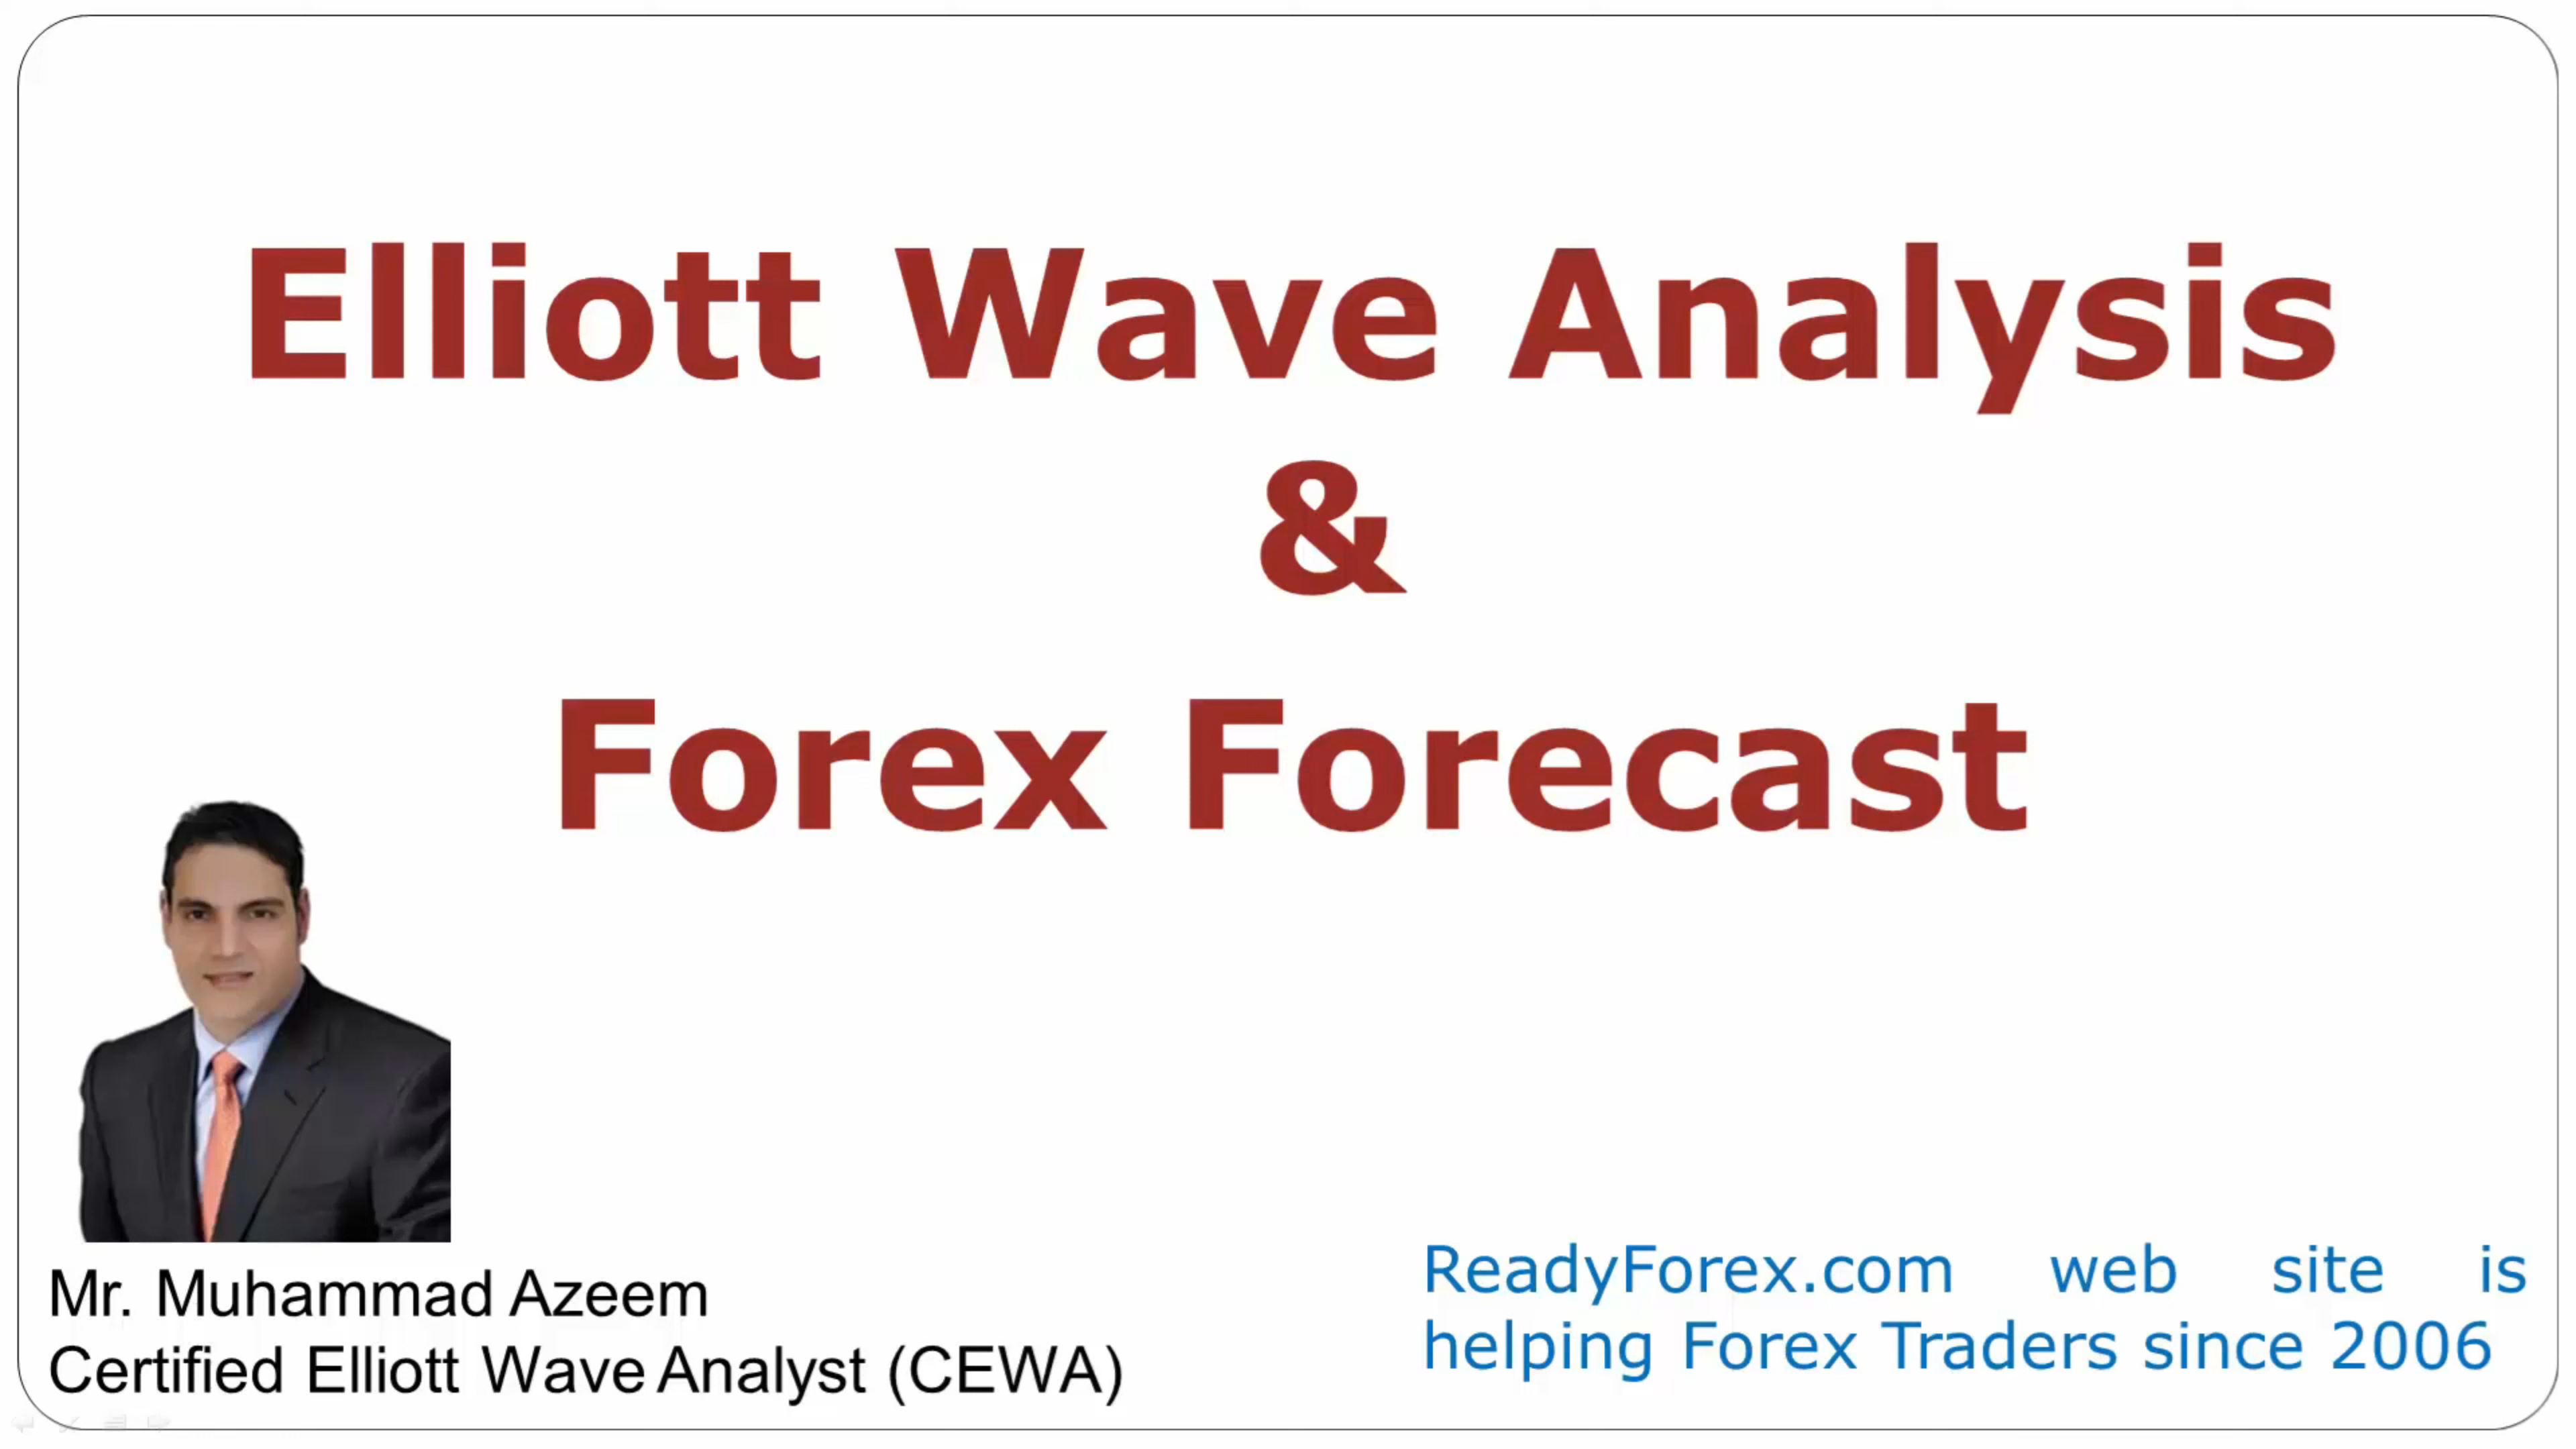 Elliott Wave Analysis
&
Forex Forecast
Mr. Muhammad Azeem
Certified Elliott Wave Analyst (CEWA)
ReadyForex.com web site is
helping Forex Traders since 2006